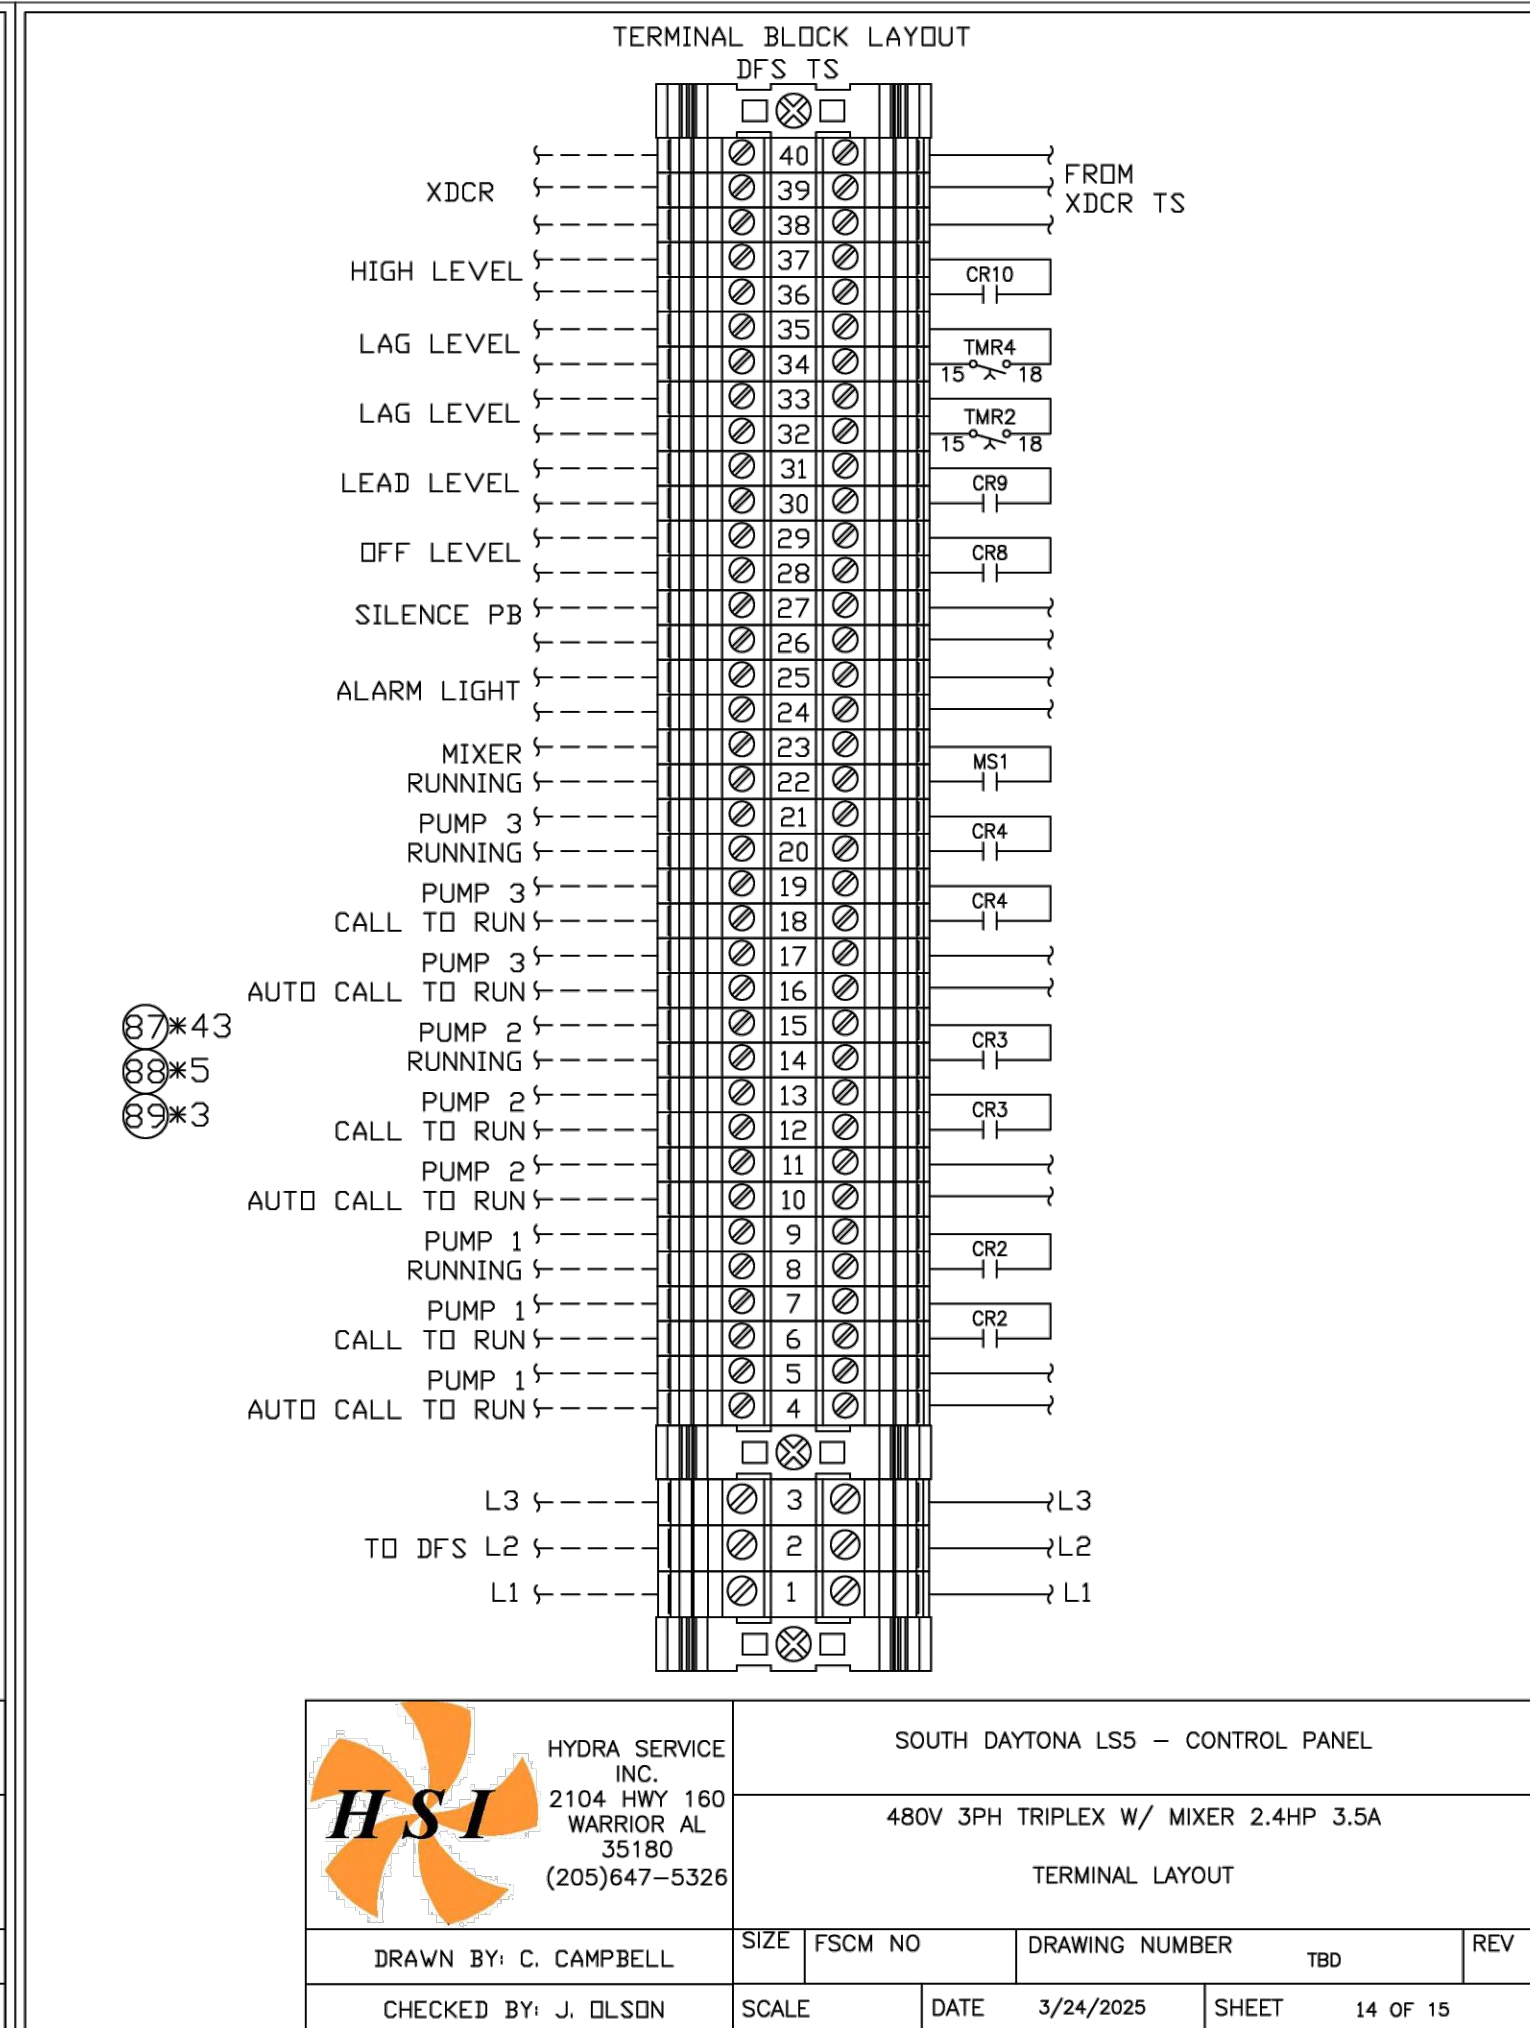 TERMINAL BLOCK LAYOUT
DFS TS
40
39
38
37
36
35
34
33
32
31
30
29
28
27
26
25
24
23
22
21
20
19
18
17
16
15
14
13
12
11
10
9
8
7
6
5
4
3
2
1
XDCR
HIGH LEVEL
LAG LEVEL
LAG LEVEL
LEAD LEVEL
OFF LEVEL
SILENCE PB
ALARM LIGHT
MIXER
RUNNING
PUMP 3
RUNNING
PUMP 3
CALL TO RUN
PUMP 3
AUTO CALL TO RUN
PUMP 2
RUNNING
PUMP 2
CALL TO RUN
PUMP 2
AUTO CALL TO RUN
PUMP 1
RUNNING
PUMP 1
CALL TO RUN
PUMP 1
AUTO CALL TO RUN
L3
TO DFS L2
L1
87*43
88*5
89*3
FROM
XDCR TS
CR10
TMR4
15 18
TMR2
15 18
CR9
CR8
MS1
CR4
CR4
CR3
CR3
CR2
CR2
L3
L2
L1
HSI
HYDRA SERVICE
INC.
2104 HWY 160
WARRIOR AL
35180
(205)647-5326
SOUTH DAYTONA LS5 - CONTROL PANEL
480V 3PH TRIPLEX W/ MIXER 2.4HP 3.5A
TERMINAL LAYOUT
DRAWN BY: C. CAMPBELL
SIZE
FSCM NO
DRAWING NUMBER
TBD
REV
CHECKED BY: J. OLSON
SCALE
DATE 3/24/2025
SHEET 14 OF 15